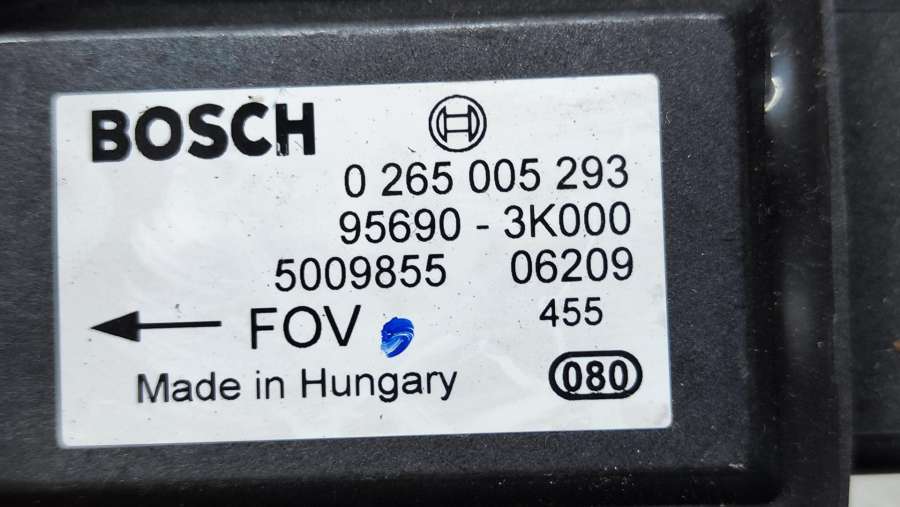 BOSCH
0 265 005 293
95690 - 3K000
5009855 06209
FOV 455
Made in Hungary 080